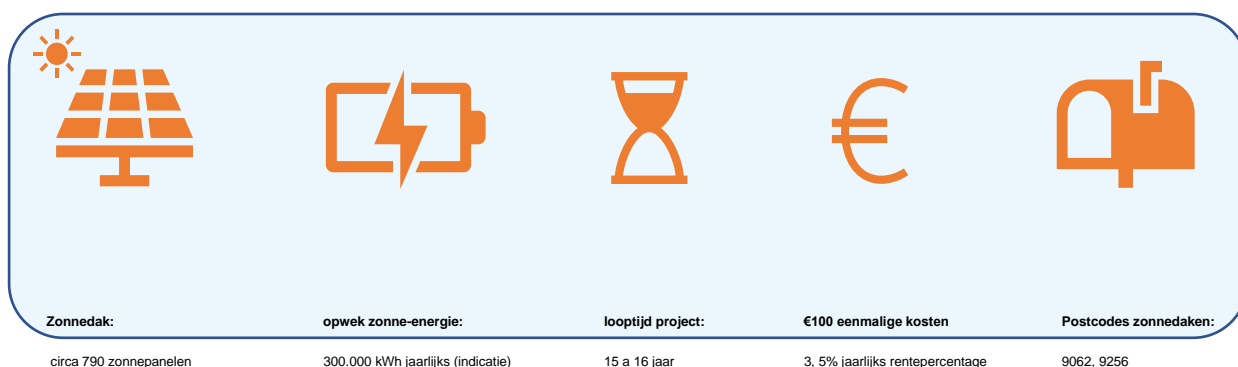 Zonnedak: opwek zonne-energie: looptijd project: €100 eenmalige kosten Postcodes zonnedaken:
circa 790 zonnepanelen 300.000 kWh jaarlijks (indicatie) 15 a 16 jaar 3, 5% jaarlijks rentepercentage 9062, 9256